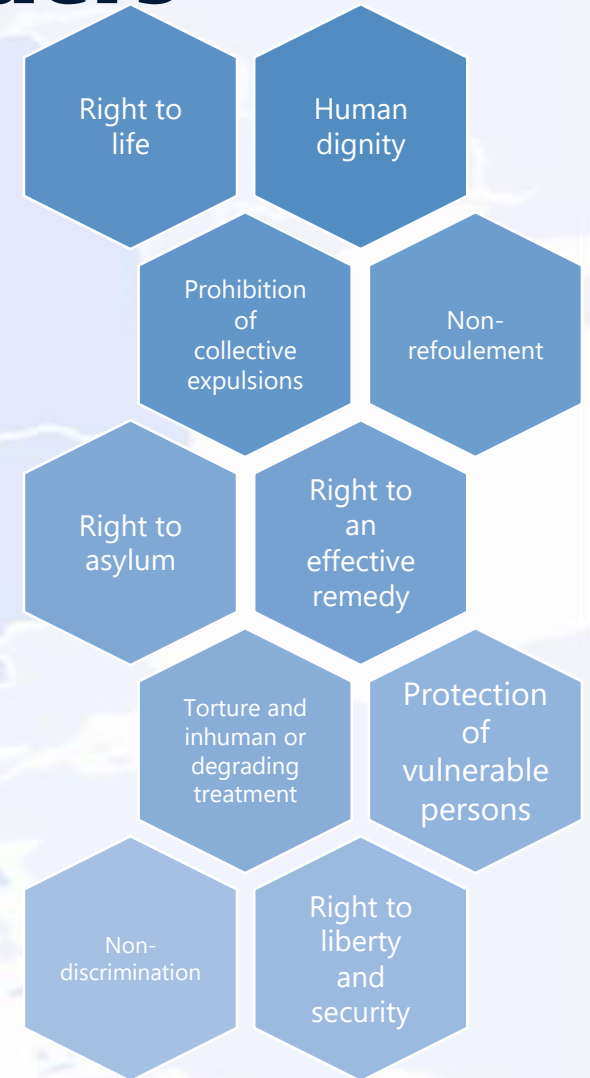 Right to
life
Human
dignity
Prohibition
of
collective
expulsions
Non-
refoulement
Right to
asylum
Right to
an
effective
remedy
Torture and
inhuman or
degrading
treatment
Protection
of
vulnerable
persons
Non-
discrimination
Right to
liberty
and
security